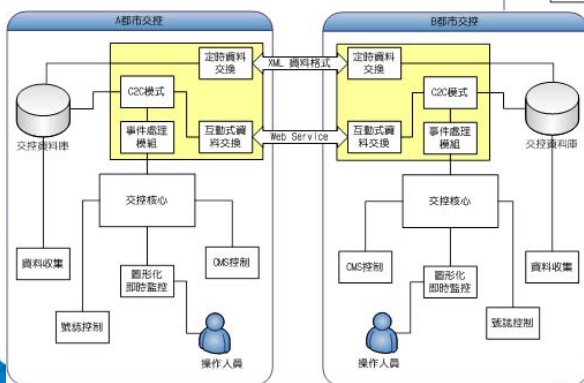 A都市交控
B都市交控
定時資料
交換
XML 資料格式
定時資料
交換
C2C模式
C2C模式
交控資料庫
事件處理
模組
互動式資
料交換
Web Service
互動式資
料交換
事件處理
模組
交控資料庫
交控核心
交控核心
資料收集
CMS控制
CMS控制
資料收集
圖形化
即時監控
圖形化
即時監控
號誌控制
號誌控制
操作人員
操作人員